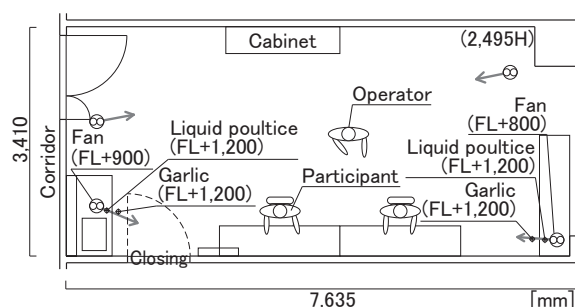 Cabinet
(2,495H)
Operator
Fan
(FL+800)
Liquid poultice
(FL+1,200)
Fan
(FL+900)
Liquid poultice
(FL+1,200)
Garlic
(FL+1,200)
Participant
Garlic
(FL+1,200)
3,410
Corridor
Closing
7.635
[mm]